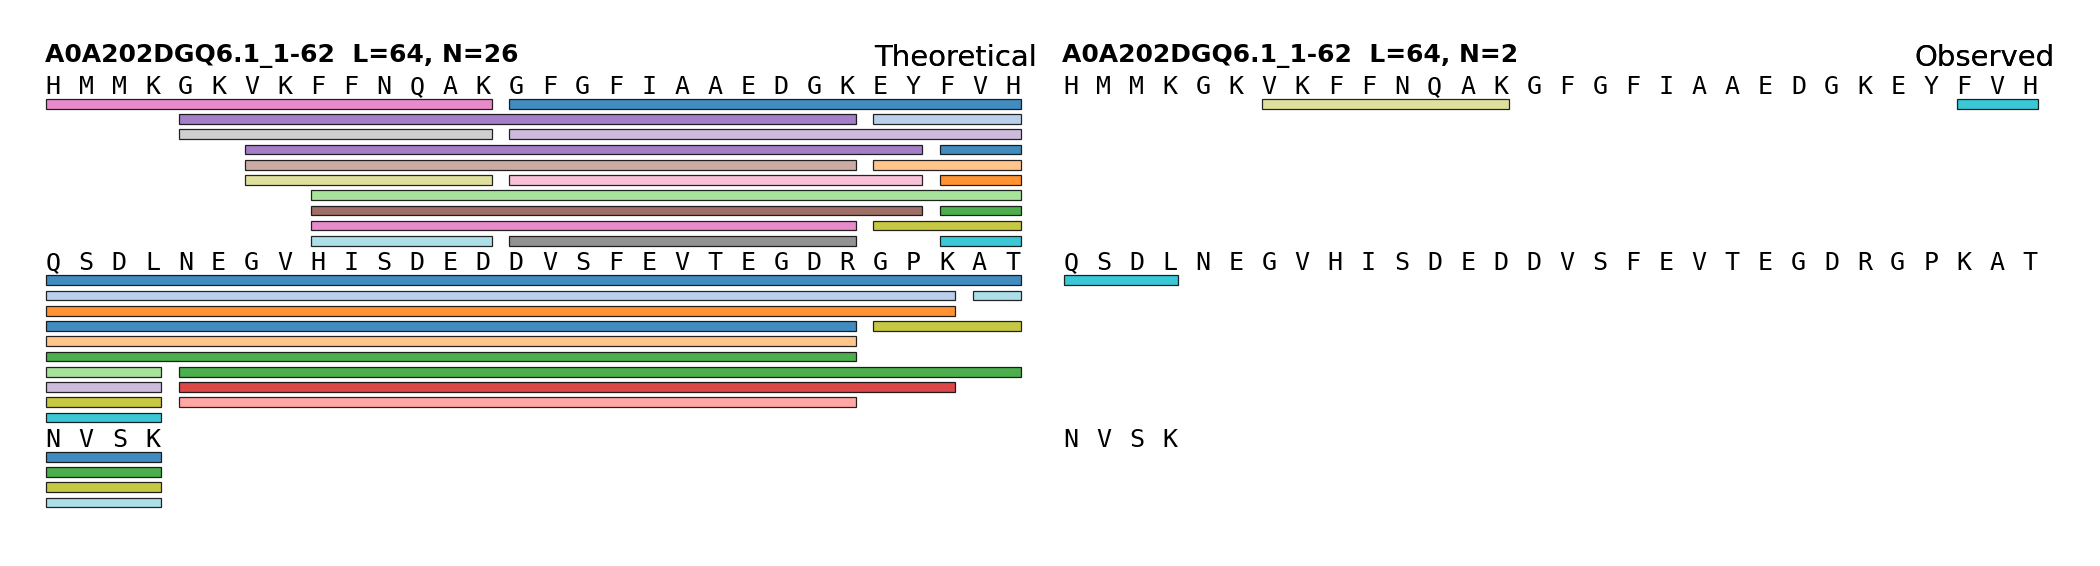 A0A202DGQ6.1_1-62 L=64, N=26
Theoretical
H M M K G K V K F F N Q A K G F G F I A A E D G K E Y F V H
Q S D L N E G V H I S D E D D V S F E V T E G D R G P K A T
N V S K
A0A202DGQ6.1_1-62 L=64, N=2
Observed
H M M K G K V K F F N Q A K G F G F I A A E D G K E Y F V H
Q S D L N E G V H I S D E D D V S F E V T E G D R G P K A T
N V S K